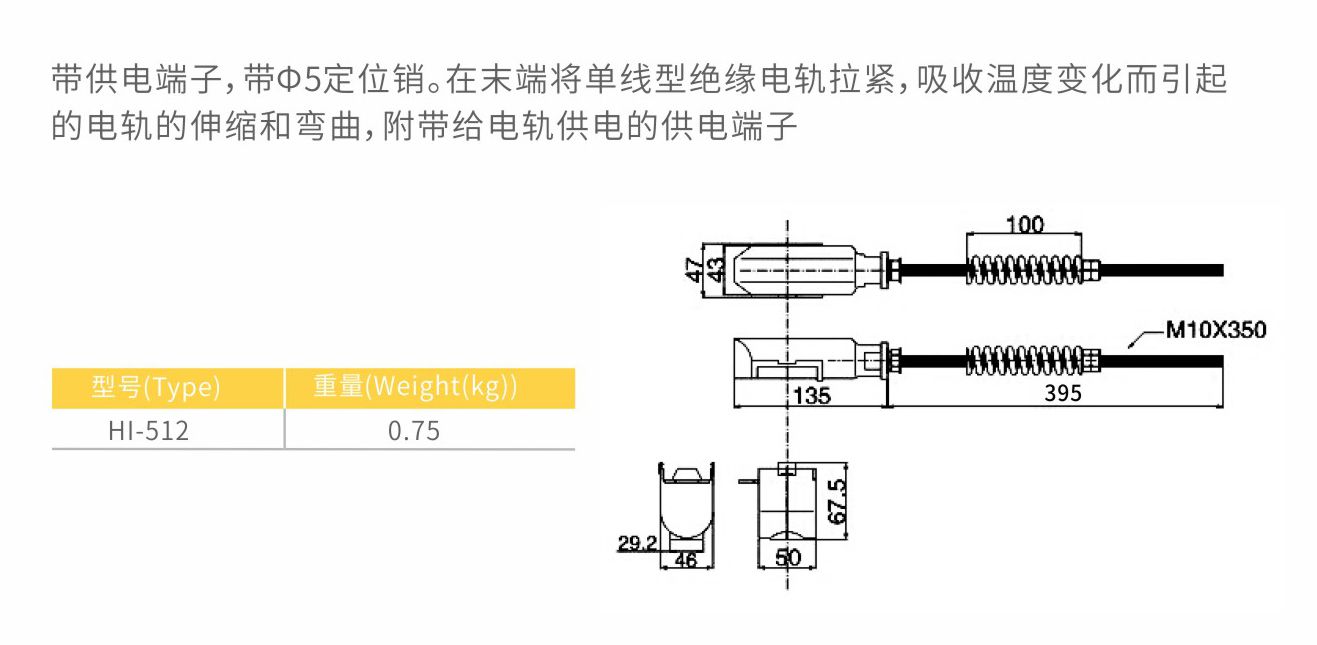 带供电端子，带Φ5定位销。在末端将单线型绝缘电轨拉紧，吸收温度变化而引起
的电轨的伸缩和弯曲，附带给电轨供电的供电端子
100
47
43
M10X350
135
395
型号(Type) 重量(Weight(kg))
HI-512 0.75
67.5
29.2
46
50